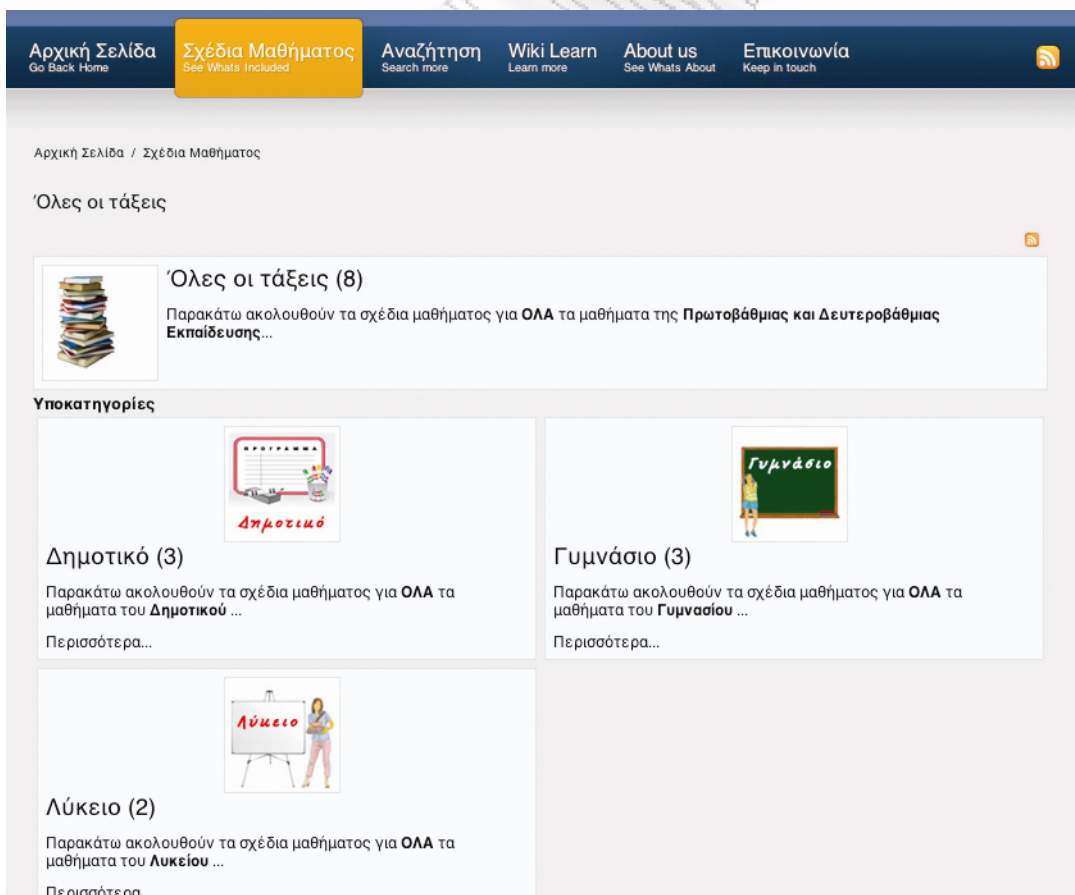 Αρχική Σελίδα
Go Back Home
Σχέδια Μαθήματος
See Whats Included
Αναζήτηση
Search more
Wiki Learn
Learn more
About us
See Whats About
Επικοινωνία
Keep in touch
Αρχική Σελίδα / Σχέδια Μαθήματος
Όλες οι τάξεις
Όλες οι τάξεις (8)
Παρακάτω ακολουθούν τα σχέδια μαθήματος για ΟΛΑ τα μαθήματα της Πρωτοβάθμιας και Δευτεροβάθμιας
Εκπαίδευσης...
Υποκατηγορίες
ΠΡΟΓΡΑΜΜΑ
Δημοτικό
Δημοτικό (3)
Παρακάτω ακολουθούν τα σχέδια μαθήματος για ΟΛΑ τα
μαθήματα του Δημοτικού ...
Περισσότερα...
Γυμνάσιο
Γυμνάσιο (3)
Παρακάτω ακολουθούν τα σχέδια μαθήματος για ΟΛΑ τα
μαθήματα του Γυμνασίου ...
Περισσότερα...
Λύκειο
Λύκειο (2)
Παρακάτω ακολουθούν τα σχέδια μαθήματος για ΟΛΑ τα
μαθήματα του Λυκείου ...
Περισσότερα...